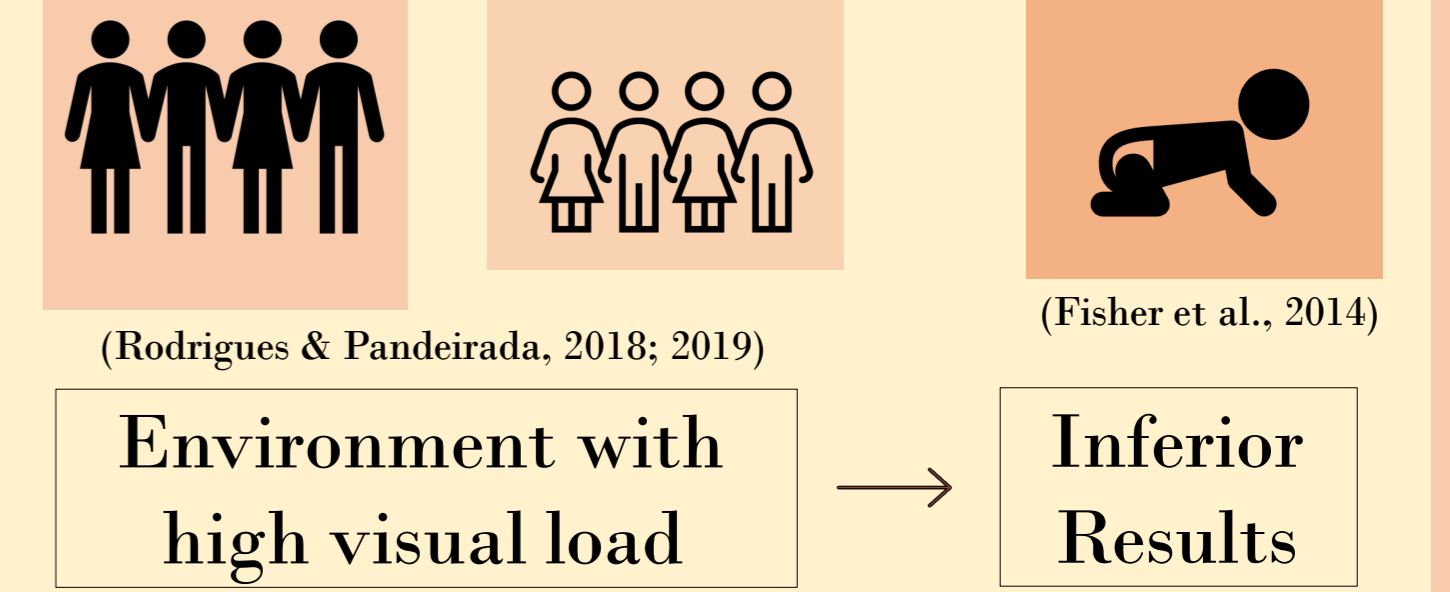 (Fisher et al., 2014)
(Rodrigues & Pandeirada, 2018; 2019)
Environment with
high visual load
Inferior
Results